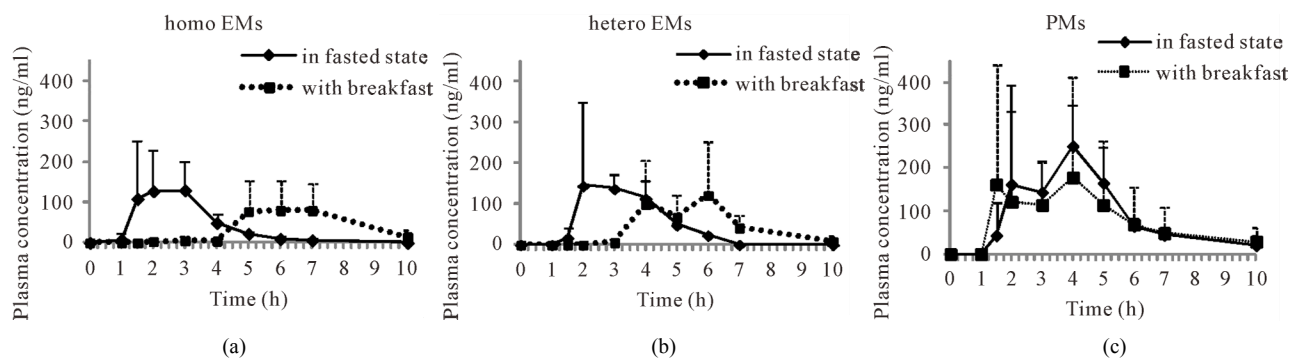 homo EMs
in fasted state
with breakfast
Plasma concentration (ng/ml)
400
300
200
100
0
0 1 2 3 4 5 6 7 8 9 10
Time (h)
(a)
hetero EMs
in fasted state
with breakfast
Plasma concentration (ng/ml)
400
300
200
100
0
0 1 2 3 4 5 6 7 8 9 10
Time (h)
(b)
PMs
in fasted state
with breakfast
Plasma concentration (ng/ml)
400
300
200
100
0
0 1 2 3 4 5 6 7 8 9 10
Time (h)
(c)